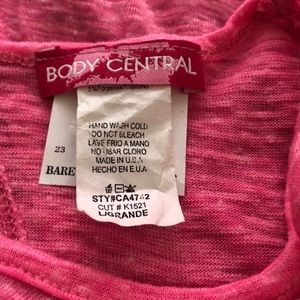 BODY CENTRAL
HAND WASH COLD
DO NOT BLEACH
LAVE FRIO A MANO
NO USAR CLORO
MADE IN U.S.A
HECHO EN E.U.A
STY#CA4742
CUT # K1521
L/GRANDE
23
BARE